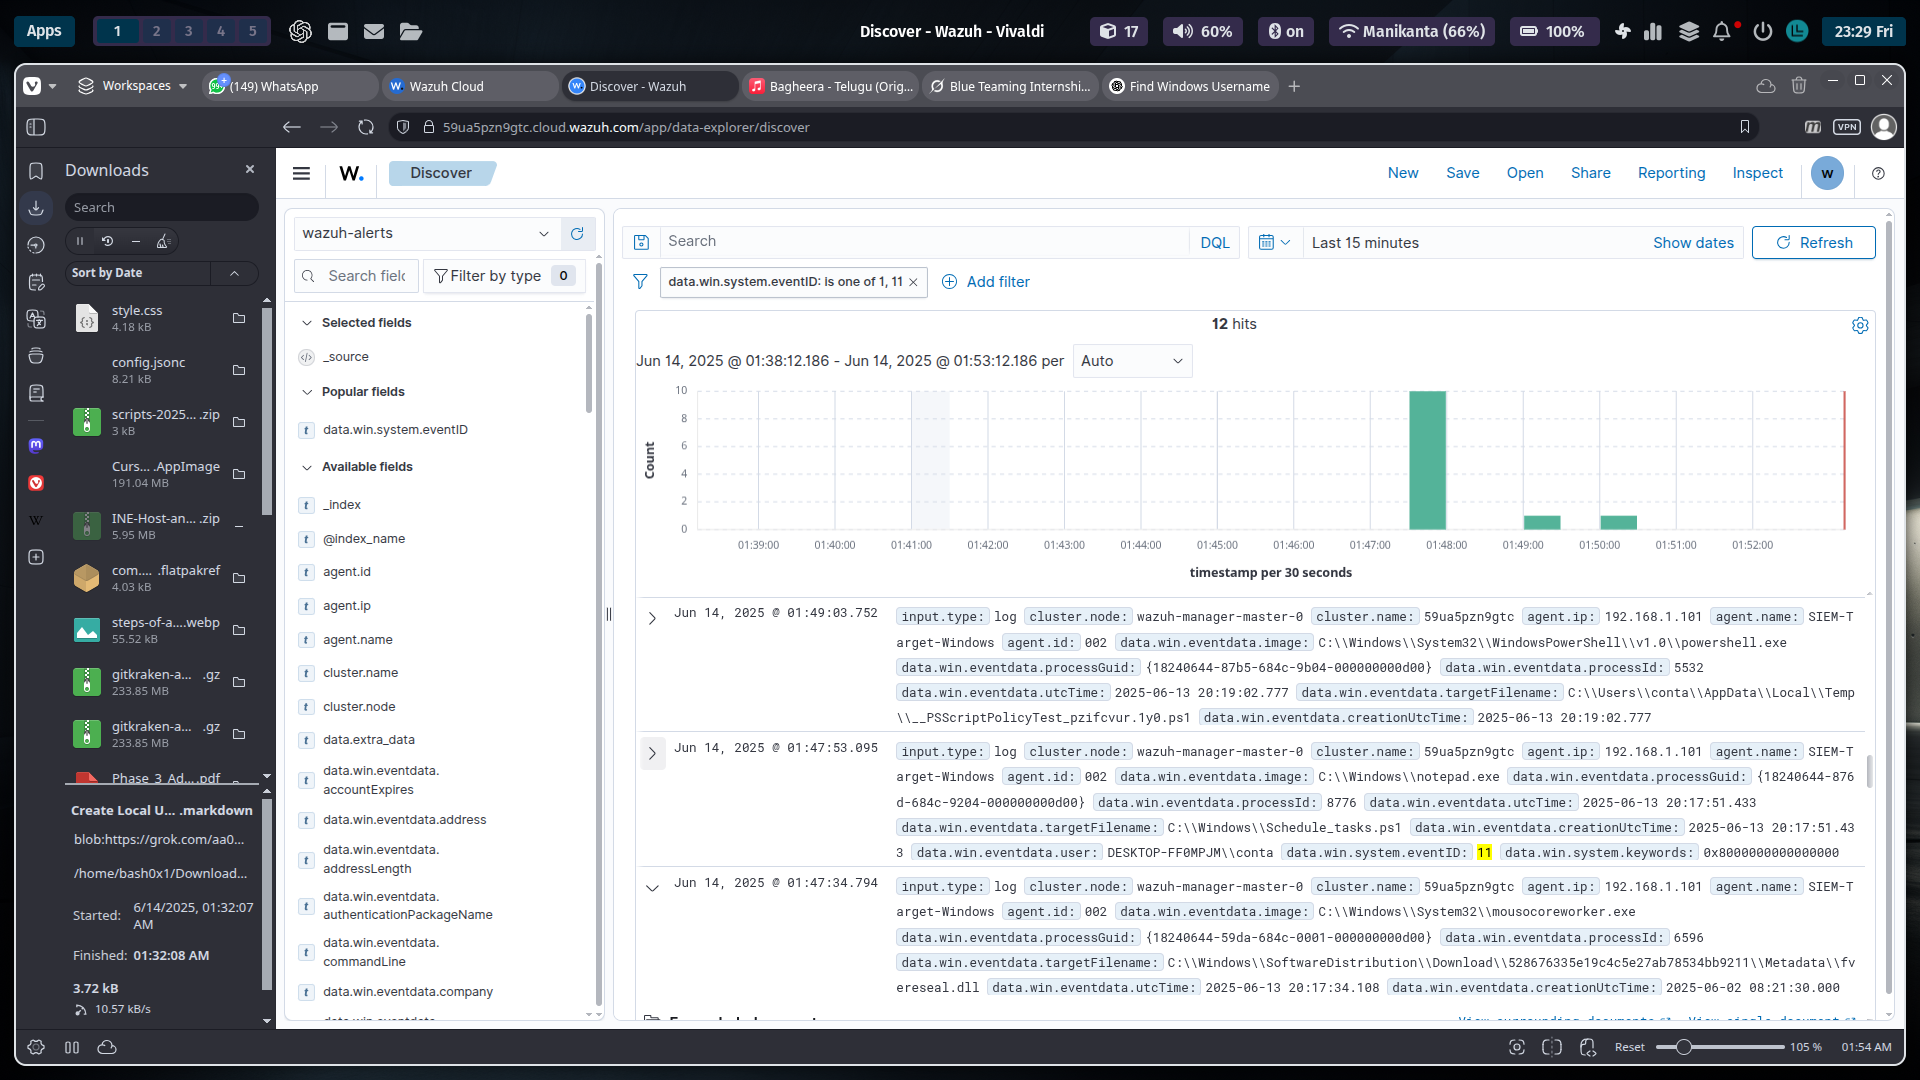 Apps
1 2 3 4 5
Discover - Wazuh - Vivaldi
17
60%
on
Manikanta (66%)
100%
23:29 Fri
Workspaces
(149) WhatsApp
Wazuh Cloud
Discover - Wazuh
Bagheera - Telugu (Orig...
Blue Teaming Internshi...
Find Windows Username
59ua5pzn9gtc.cloud.wazuh.com/app/data-explorer/discover
VPN
Downloads
Search
Sort by Date
style.css
4.18 kB
config.jsonc
8.21 kB
scripts-2025... .zip
3 kB
Curs... .AppImage
191.04 MB
INE-Host-an... .zip
5.95 MB
com.... .flatpakref
4.03 kB
steps-of-a....webp
55.52 kB
gitkraken-a... .gz
233.85 MB
gitkraken-a... .gz
233.85 MB
Phase_3_Ad... .pdf
Create Local U... .markdown
blob:https://grok.com/aa0...
/home/bash0x1/Download...
Started: 6/14/2025, 01:32:07
AM
Finished: 01:32:08 AM
3.72 kB
10.57 kB/s
W.
Discover
New Save Open Share Reporting Inspect
w
wazuh-alerts
Search fielc
Filter by type 0
Selected fields
_source
Popular fields
data.win.system.eventID
Available fields
_index
@index_name
agent.id
agent.ip
agent.name
cluster.name
cluster.node
data.extra_data
data.win.eventdata.
accountExpires
data.win.eventdata.address
data.win.eventdata.
addressLength
data.win.eventdata.
authenticationPackageName
data.win.eventdata.
commandLine
data.win.eventdata.company
Search
DQL
Last 15 minutes
Show dates
Refresh
data.win.system.eventID: is one of 1, 11
Add filter
12 hits
Jun 14, 2025 @ 01:38:12.186 - Jun 14, 2025 @ 01:53:12.186 per
Auto
Count
10
8
6
4
2
0
01:39:00 01:40:00 01:41:00 01:42:00 01:43:00 01:44:00 01:45:00 01:46:00 01:47:00 01:48:00 01:49:00 01:50:00 01:51:00 01:52:00
timestamp per 30 seconds
Jun 14, 2025 @ 01:49:03.752 input.type: log cluster.node: wazuh-manager-master-0 cluster.name: 59ua5pzn9gtc agent.ip: 192.168.1.101 agent.name: SIEM-T
arget-Windows agent.id: 002 data.win.eventdata.image: C:\\Windows\\System32\\WindowsPowerShell\\v1.0\\powershell.exe
data.win.eventdata.processGuid: {18240644-87b5-684c-9b04-000000000d00} data.win.eventdata.processId: 5532
data.win.eventdata.utcTime: 2025-06-13 20:19:02.777 data.win.eventdata.targetFilename: C:\\Users\\conta\\AppData\\Local\\Temp
\\__PSScriptPolicyTest_pzifcvur.1y0.ps1 data.win.eventdata.creationUtcTime: 2025-06-13 20:19:02.777
Jun 14, 2025 @ 01:47:53.095 input.type: log cluster.node: wazuh-manager-master-0 cluster.name: 59ua5pzn9gtc agent.ip: 192.168.1.101 agent.name: SIEM-T
arget-Windows agent.id: 002 data.win.eventdata.image: C:\\Windows\\notepad.exe data.win.eventdata.processGuid: {18240644-876
d-684c-9204-000000000d00} data.win.eventdata.processId: 8776 data.win.eventdata.utcTime: 2025-06-13 20:17:51.433
data.win.eventdata.targetFilename: C:\\Windows\\Schedule_tasks.ps1 data.win.eventdata.creationUtcTime: 2025-06-13 20:17:51.43
3 data.win.eventdata.user: DESKTOP-FF0MPJM\\conta data.win.system.eventID: 11 data.win.system.keywords: 0x8000000000000000
Jun 14, 2025 @ 01:47:34.794 input.type: log cluster.node: wazuh-manager-master-0 cluster.name: 59ua5pzn9gtc agent.ip: 192.168.1.101 agent.name: SIEM-T
arget-Windows agent.id: 002 data.win.eventdata.image: C:\\Windows\\System32\\mousocoreworker.exe
data.win.eventdata.processGuid: {18240644-59da-684c-0001-000000000d00} data.win.eventdata.processId: 6596
data.win.eventdata.targetFilename: C:\\Windows\\SoftwareDistribution\\Download\\528676335e19c4c5e27ab78534bb9211\\Metadata\\fv
ereseal.dll data.win.eventdata.utcTime: 2025-06-13 20:17:34.108 data.win.eventdata.creationUtcTime: 2025-06-02 08:21:30.000
Reset
105 %
01:54 AM